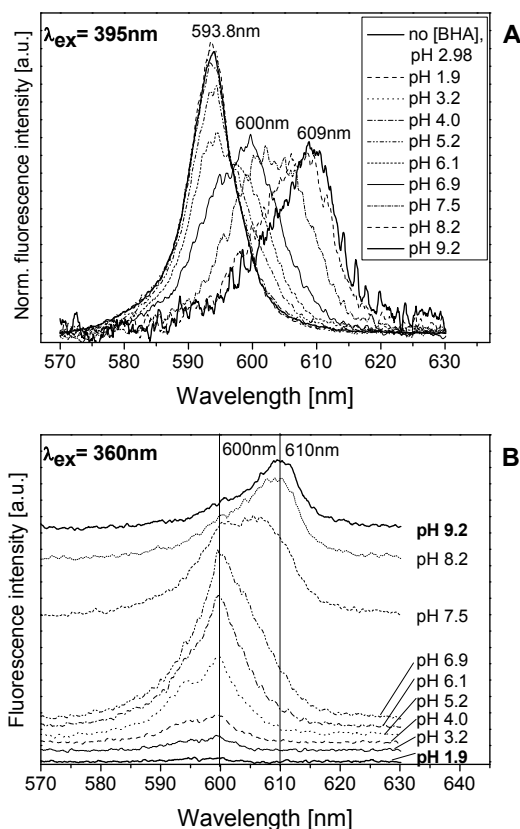 λex= 395nm
593.8nm
A
600nm
609nm
no [BHA],
pH 2.98
pH 1.9
pH 3.2
pH 4.0
pH 5.2
pH 6.1
pH 6.9
pH 7.5
pH 8.2
pH 9.2
Norm. fluorescence intensity [a.u.]
570 580 590 600 610 620 630
Wavelength [nm]
λex= 360nm
600nm
610nm
B
pH 9.2
pH 8.2
pH 7.5
pH 6.9
pH 6.1
pH 5.2
pH 4.0
pH 3.2
pH 1.9
Fluorescence intensity [a.u.]
570 580 590 600 610 620 630 640
Wavelength [nm]